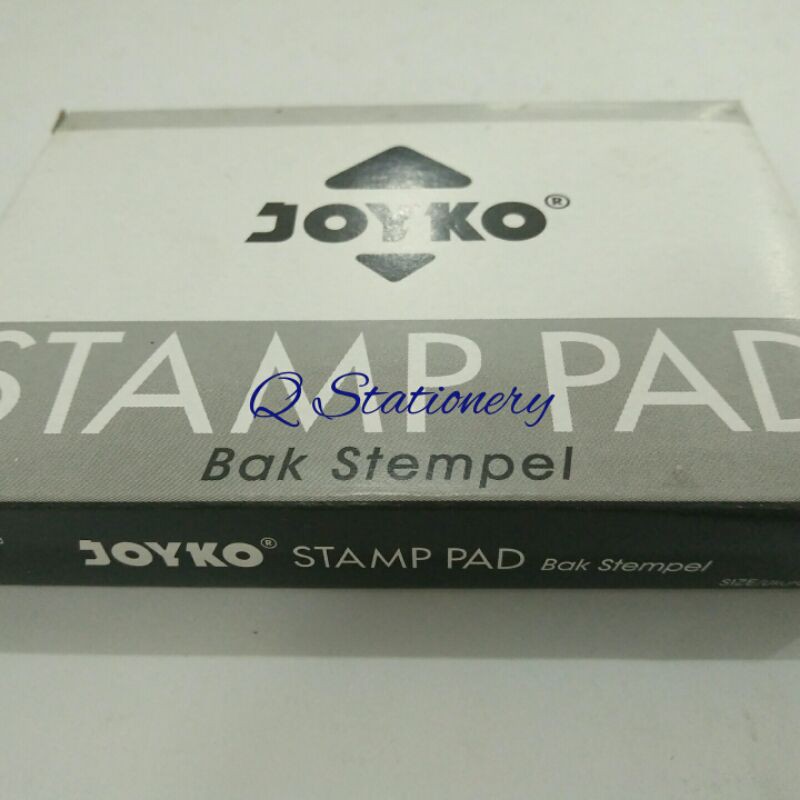 JOYKO®
STAMP PAD
Q Stationery
Bak Stempel
JOYKO® STAMP PAD Bak Stempel